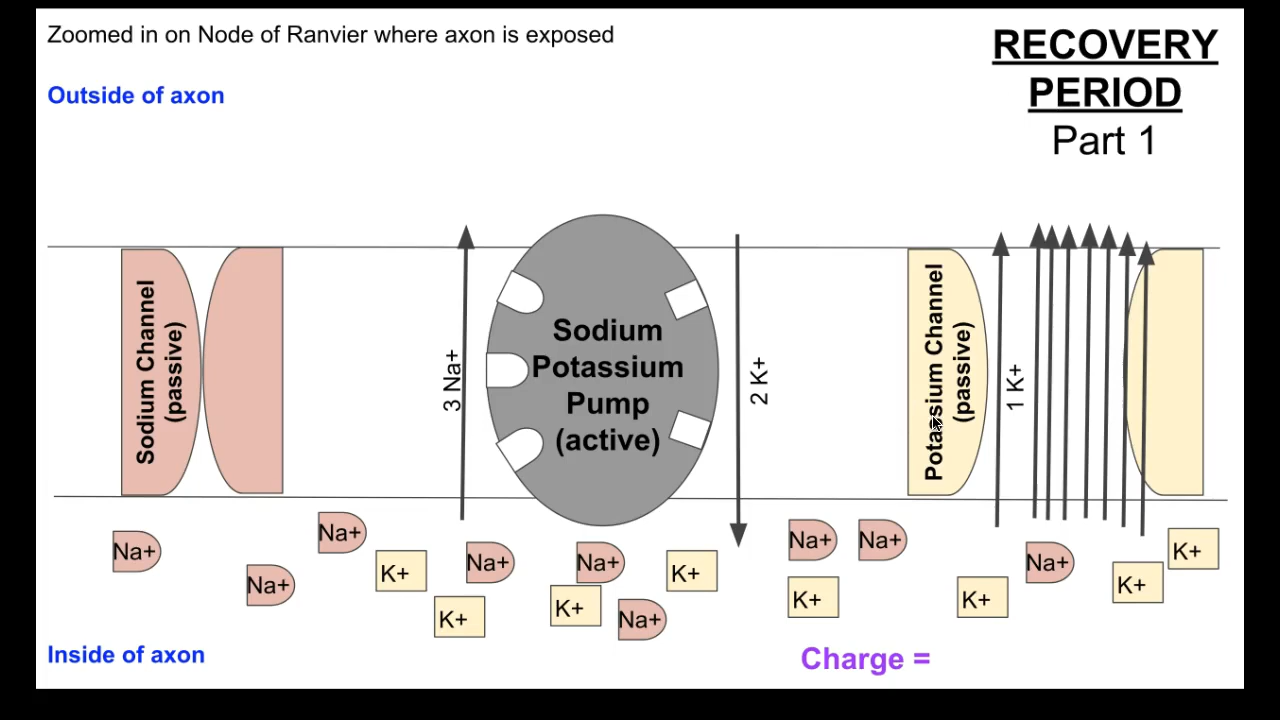 Zoomed in on Node of Ranvier where axon is exposed
RECOVERY
PERIOD
Part 1
Outside of axon
Sodium Channel
(passive)
3 Na+
Sodium
Potassium
Pump
(active)
2 K+
Potassium Channel
(passive)
1 K+
Na+
Na+
Na+
K+
K+
Na+
Na+
K+
Na+
K+
Na+
Na+
K+
K+
Na+
K+
K+
Inside of axon
Charge =